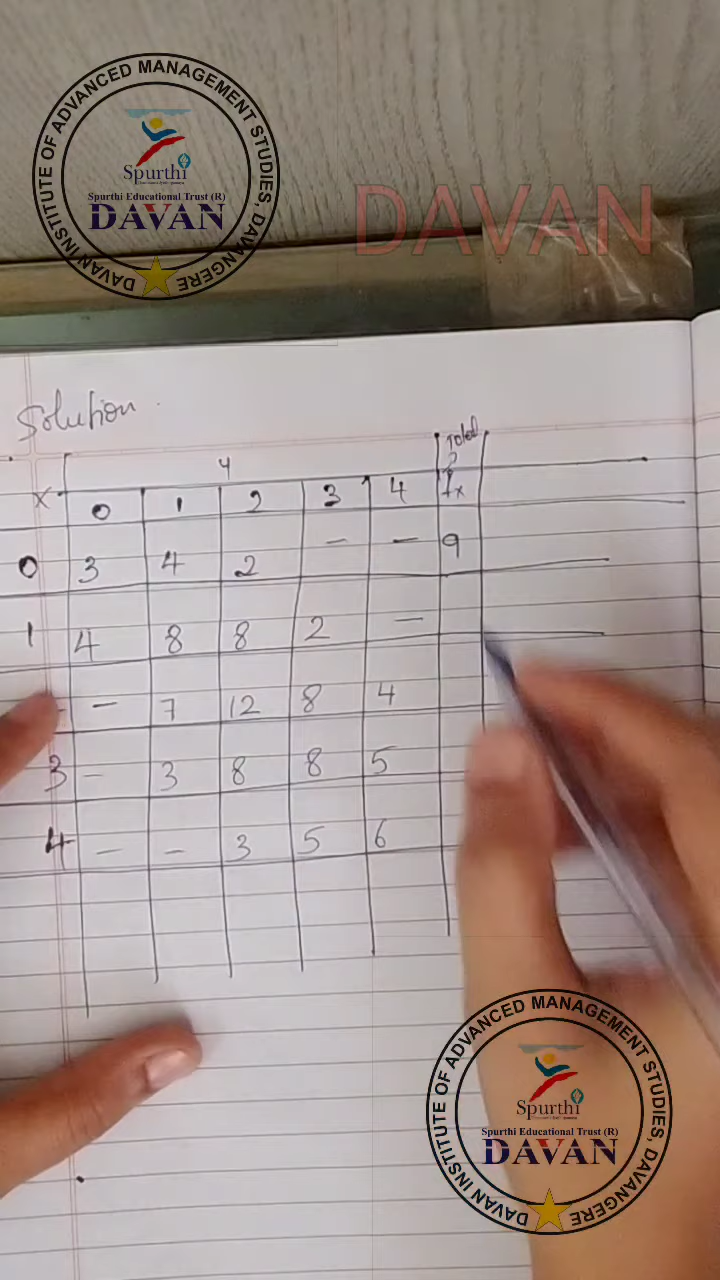 DAVAN INSTITUTE OF ADVANCED MANAGEMENT STUDIES, DAVANGERE
Spurthi
Spurthi Educational Trust (R)
DAVAN
DAVAN
Solution
Total
y
X 0 1 2 3 4 fx
0 3 4 2 - - 9
1 4 8 8 2 -
- 7 12 8 4
3 - 3 8 8 5
4 - - 3 5 6
DAVAN INSTITUTE OF ADVANCED MANAGEMENT STUDIES, DAVANGERE
Spurthi
Spurthi Educational Trust (R)
DAVAN